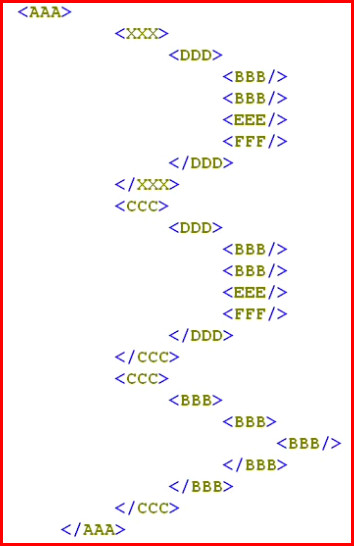 <AAA>
<XXX>
<DDD>
<BBB/>
<BBB/>
<EEE/>
<FFF/>
</DDD>
</XXX>
<CCC>
<DDD>
<BBB/>
<BBB/>
<EEE/>
<FFF/>
</DDD>
</CCC>
<CCC>
<BBB>
<BBB>
<BBB/>
</BBB>
</BBB>
</CCC>
</AAA>